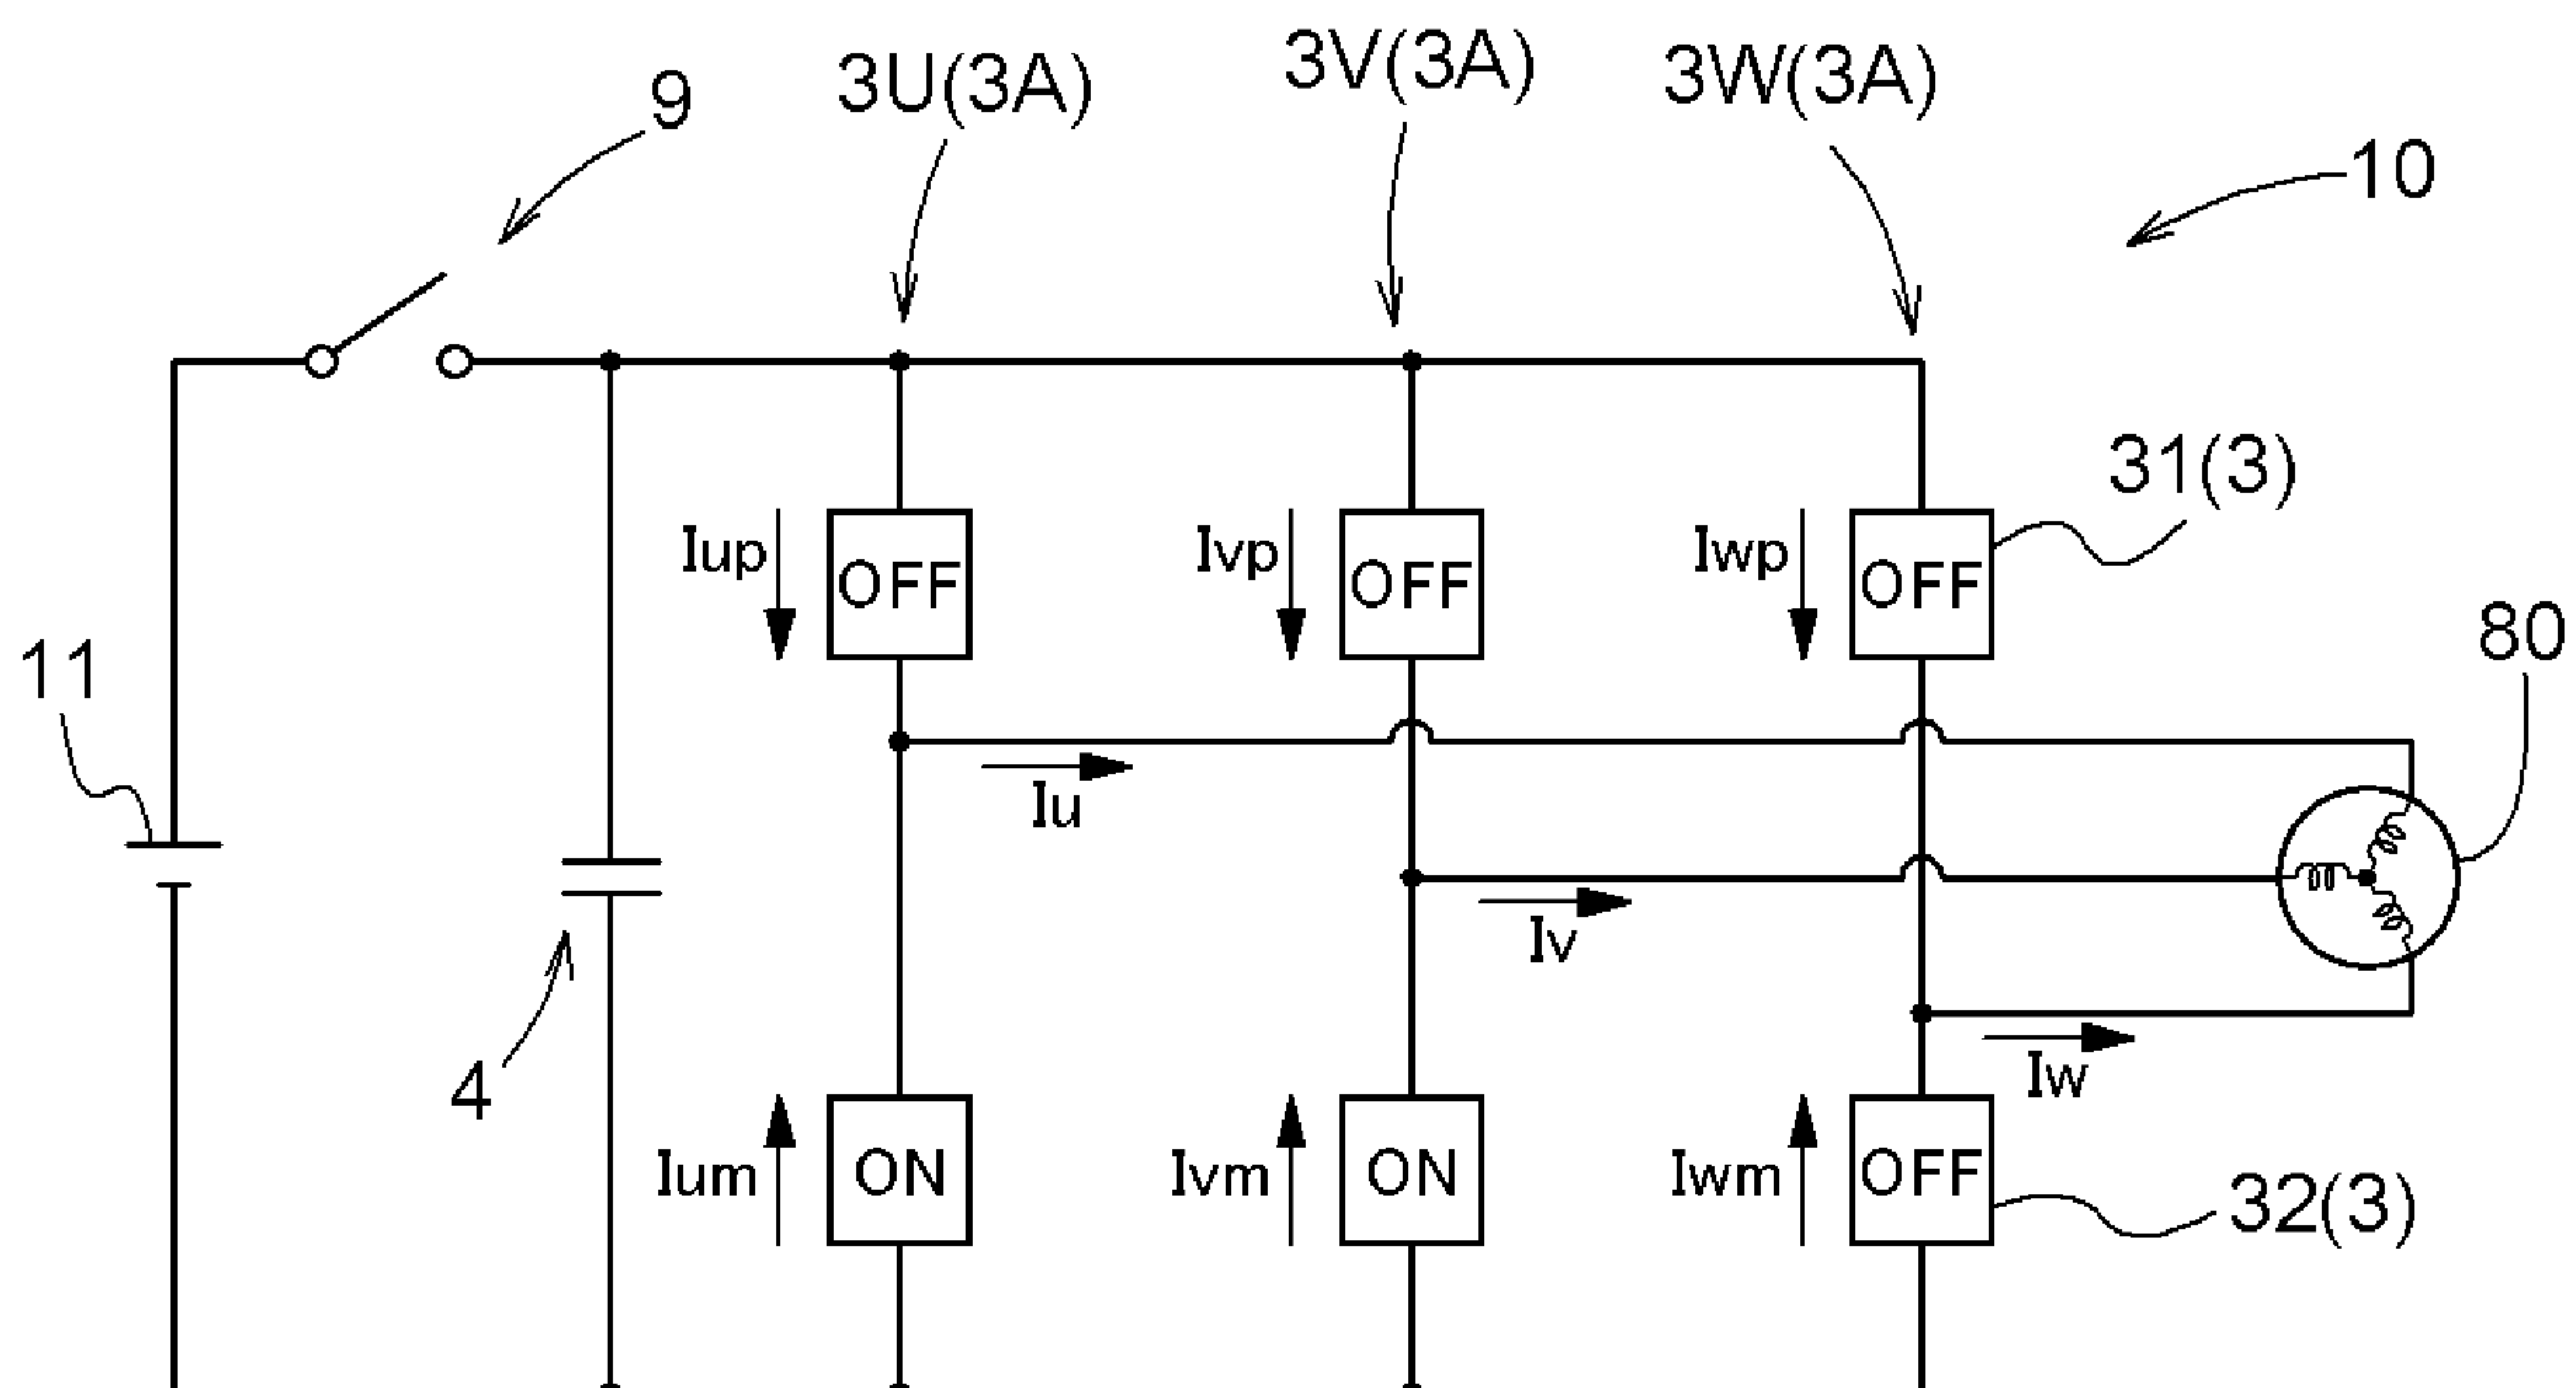 9
3U(3A)
3V(3A)
3W(3A)
10
31(3)
Iup
OFF
Ivp
OFF
Iwp
OFF
11
80
Iu
Iv
4
Iw
Ium
ON
Ivm
ON
Iwm
OFF
32(3)